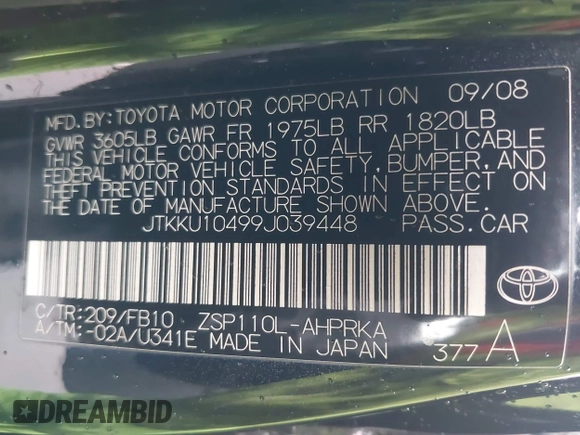 MFD.BY:TOYOTA MOTOR CORPORATION 09/08
GVWR 3605LB GAWR FR 1975LB RR 1820LB
THIS VEHICLE CONFORMS TO ALL APPLICABLE
FEDERAL MOTOR VEHICLE SAFETY,BUMPER,AND
THEFT PREVENTION STANDARDS IN EFFECT ON
THE DATE OF MANUFACTURE SHOWN ABOVE.
JTKKU10499J039448 PASS.CAR
C/TR:209/FB10 ZSP110L-AHPRKA
A/TM:-02A/U341E MADE IN JAPAN 377 A
TOYOTA
DREAMBID